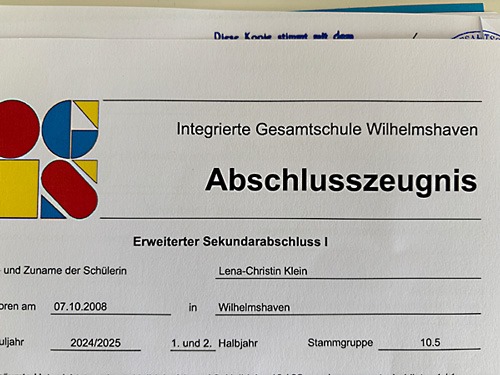 Diese Kopie stimmt mit dem
Integrierte Gesamtschule Wilhelmshaven
Abschlusszeugnis
Erweiterter Sekundarabschluss I
- und Zuname der Schülerin Lena-Christin Klein
oren am 07.10.2008 in Wilhelmshaven
uljahr 2024/2025 1. und 2. Halbjahr Stammgruppe 10.5